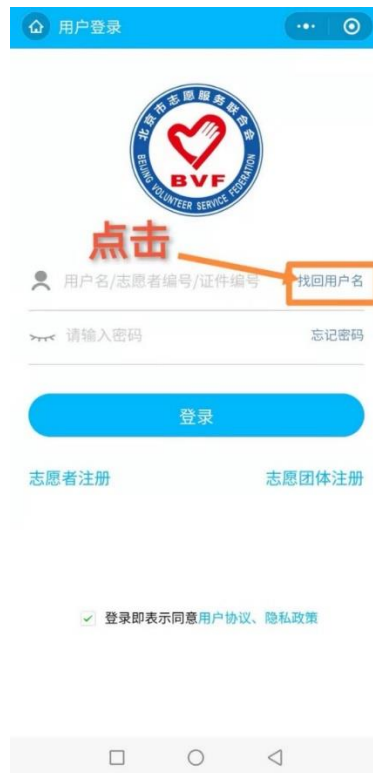 用户登录
北京市志愿服务联合会
BVF
BEIJING VOLUNTEER SERVICE FEDERATION
点击
用户名/志愿者编号/证件编号 找回用户名
请输入密码 忘记密码
登录
志愿者注册 志愿团体注册
登录即表示同意用户协议、隐私政策